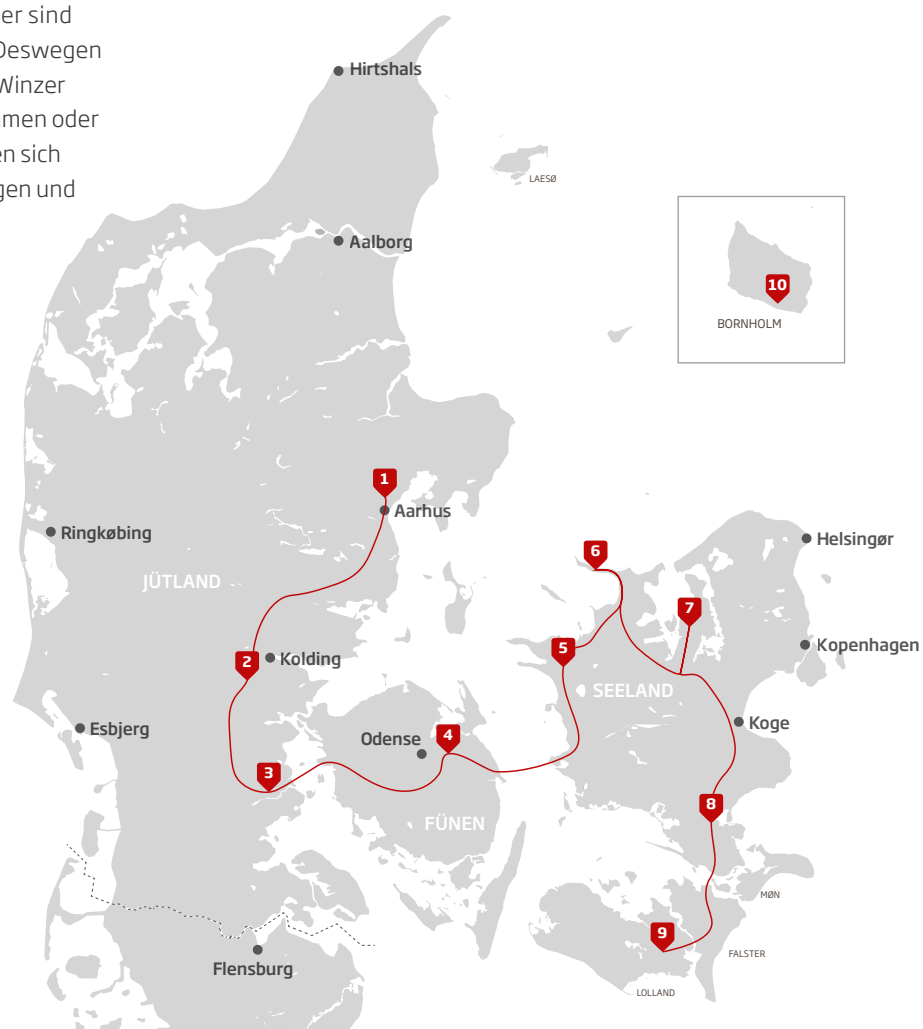 er sind
Deswegen
Winzer
men oder
en sich
gen und
Hirtshals
LAESØ
Aalborg
10
BORNHOLM
1
Aarhus
Ringkøbing
Helsingør
6
JÜTLAND
7
Kopenhagen
5
2
Kolding
SEELAND
Koge
Esbjerg
4
Odense
3
8
FÜNEN
MØN
9
FALSTER
Flensburg
LOLLAND